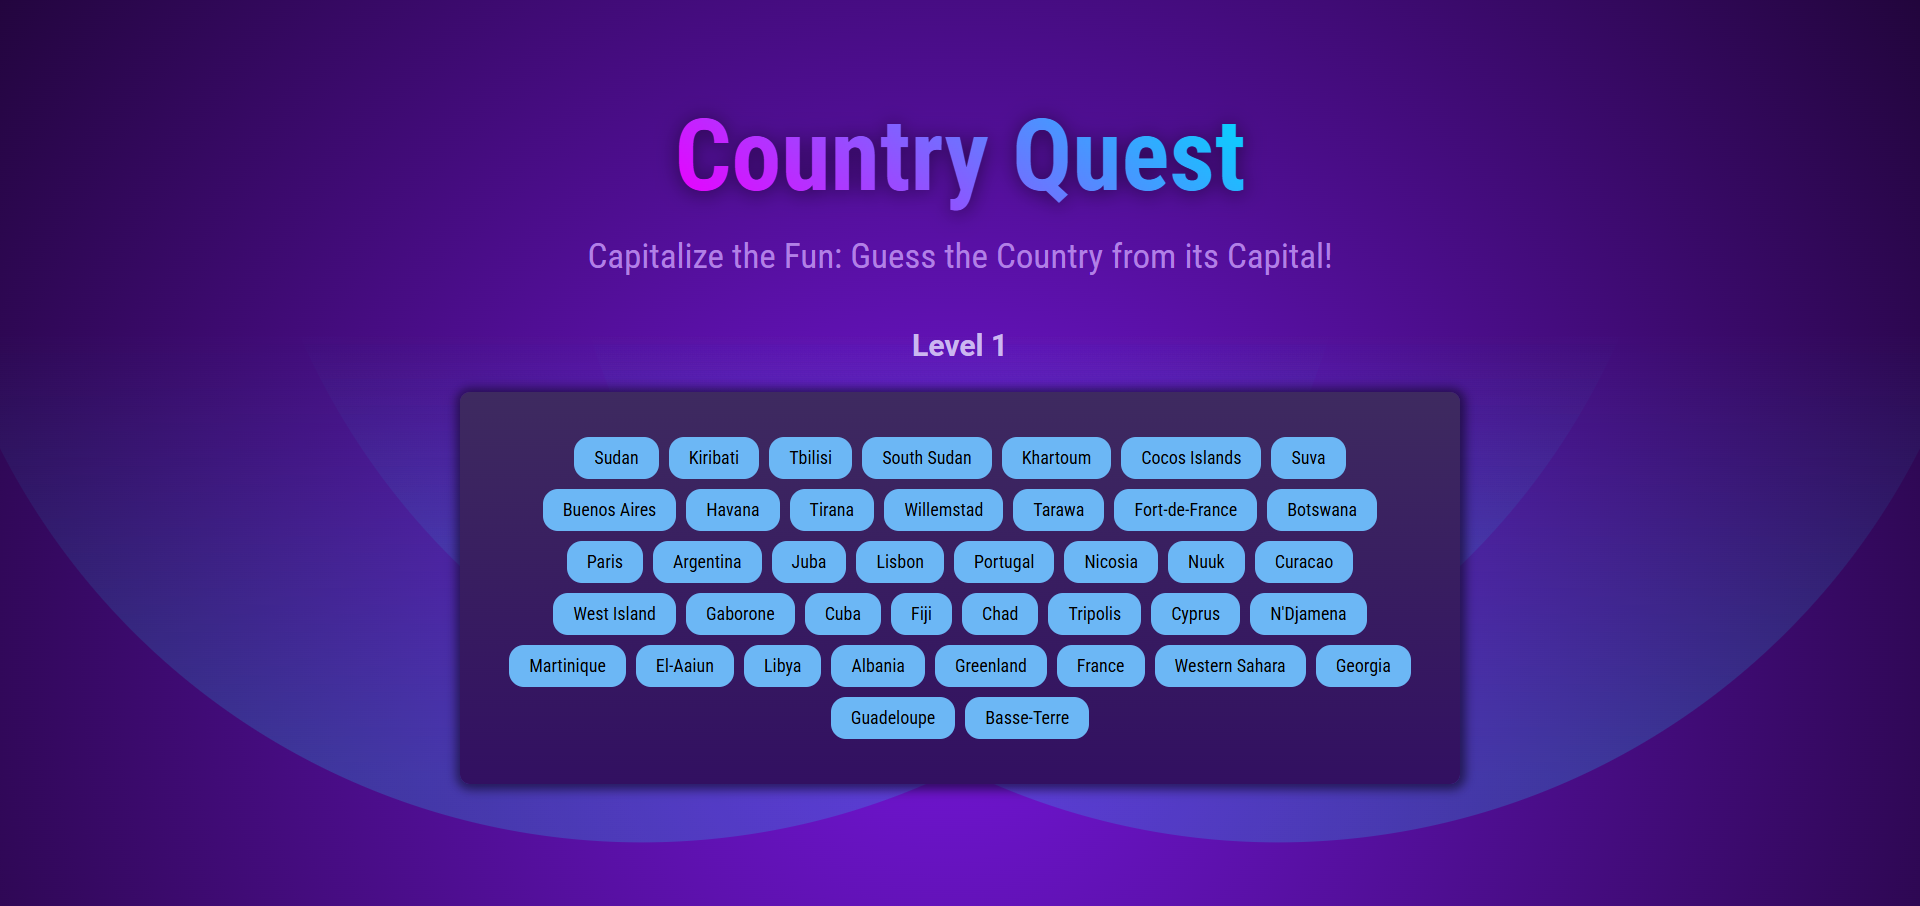 Country Quest
Capitalize the Fun: Guess the Country from its Capital!
Level 1
Sudan Kiribati Tbilisi South Sudan Khartoum Cocos Islands Suva
Buenos Aires Havana Tirana Willemstad Tarawa Fort-de-France Botswana
Paris Argentina Juba Lisbon Portugal Nicosia Nuuk Curacao
West Island Gaborone Cuba Fiji Chad Tripolis Cyprus N'Djamena
Martinique El-Aaiun Libya Albania Greenland France Western Sahara Georgia
Guadeloupe Basse-Terre